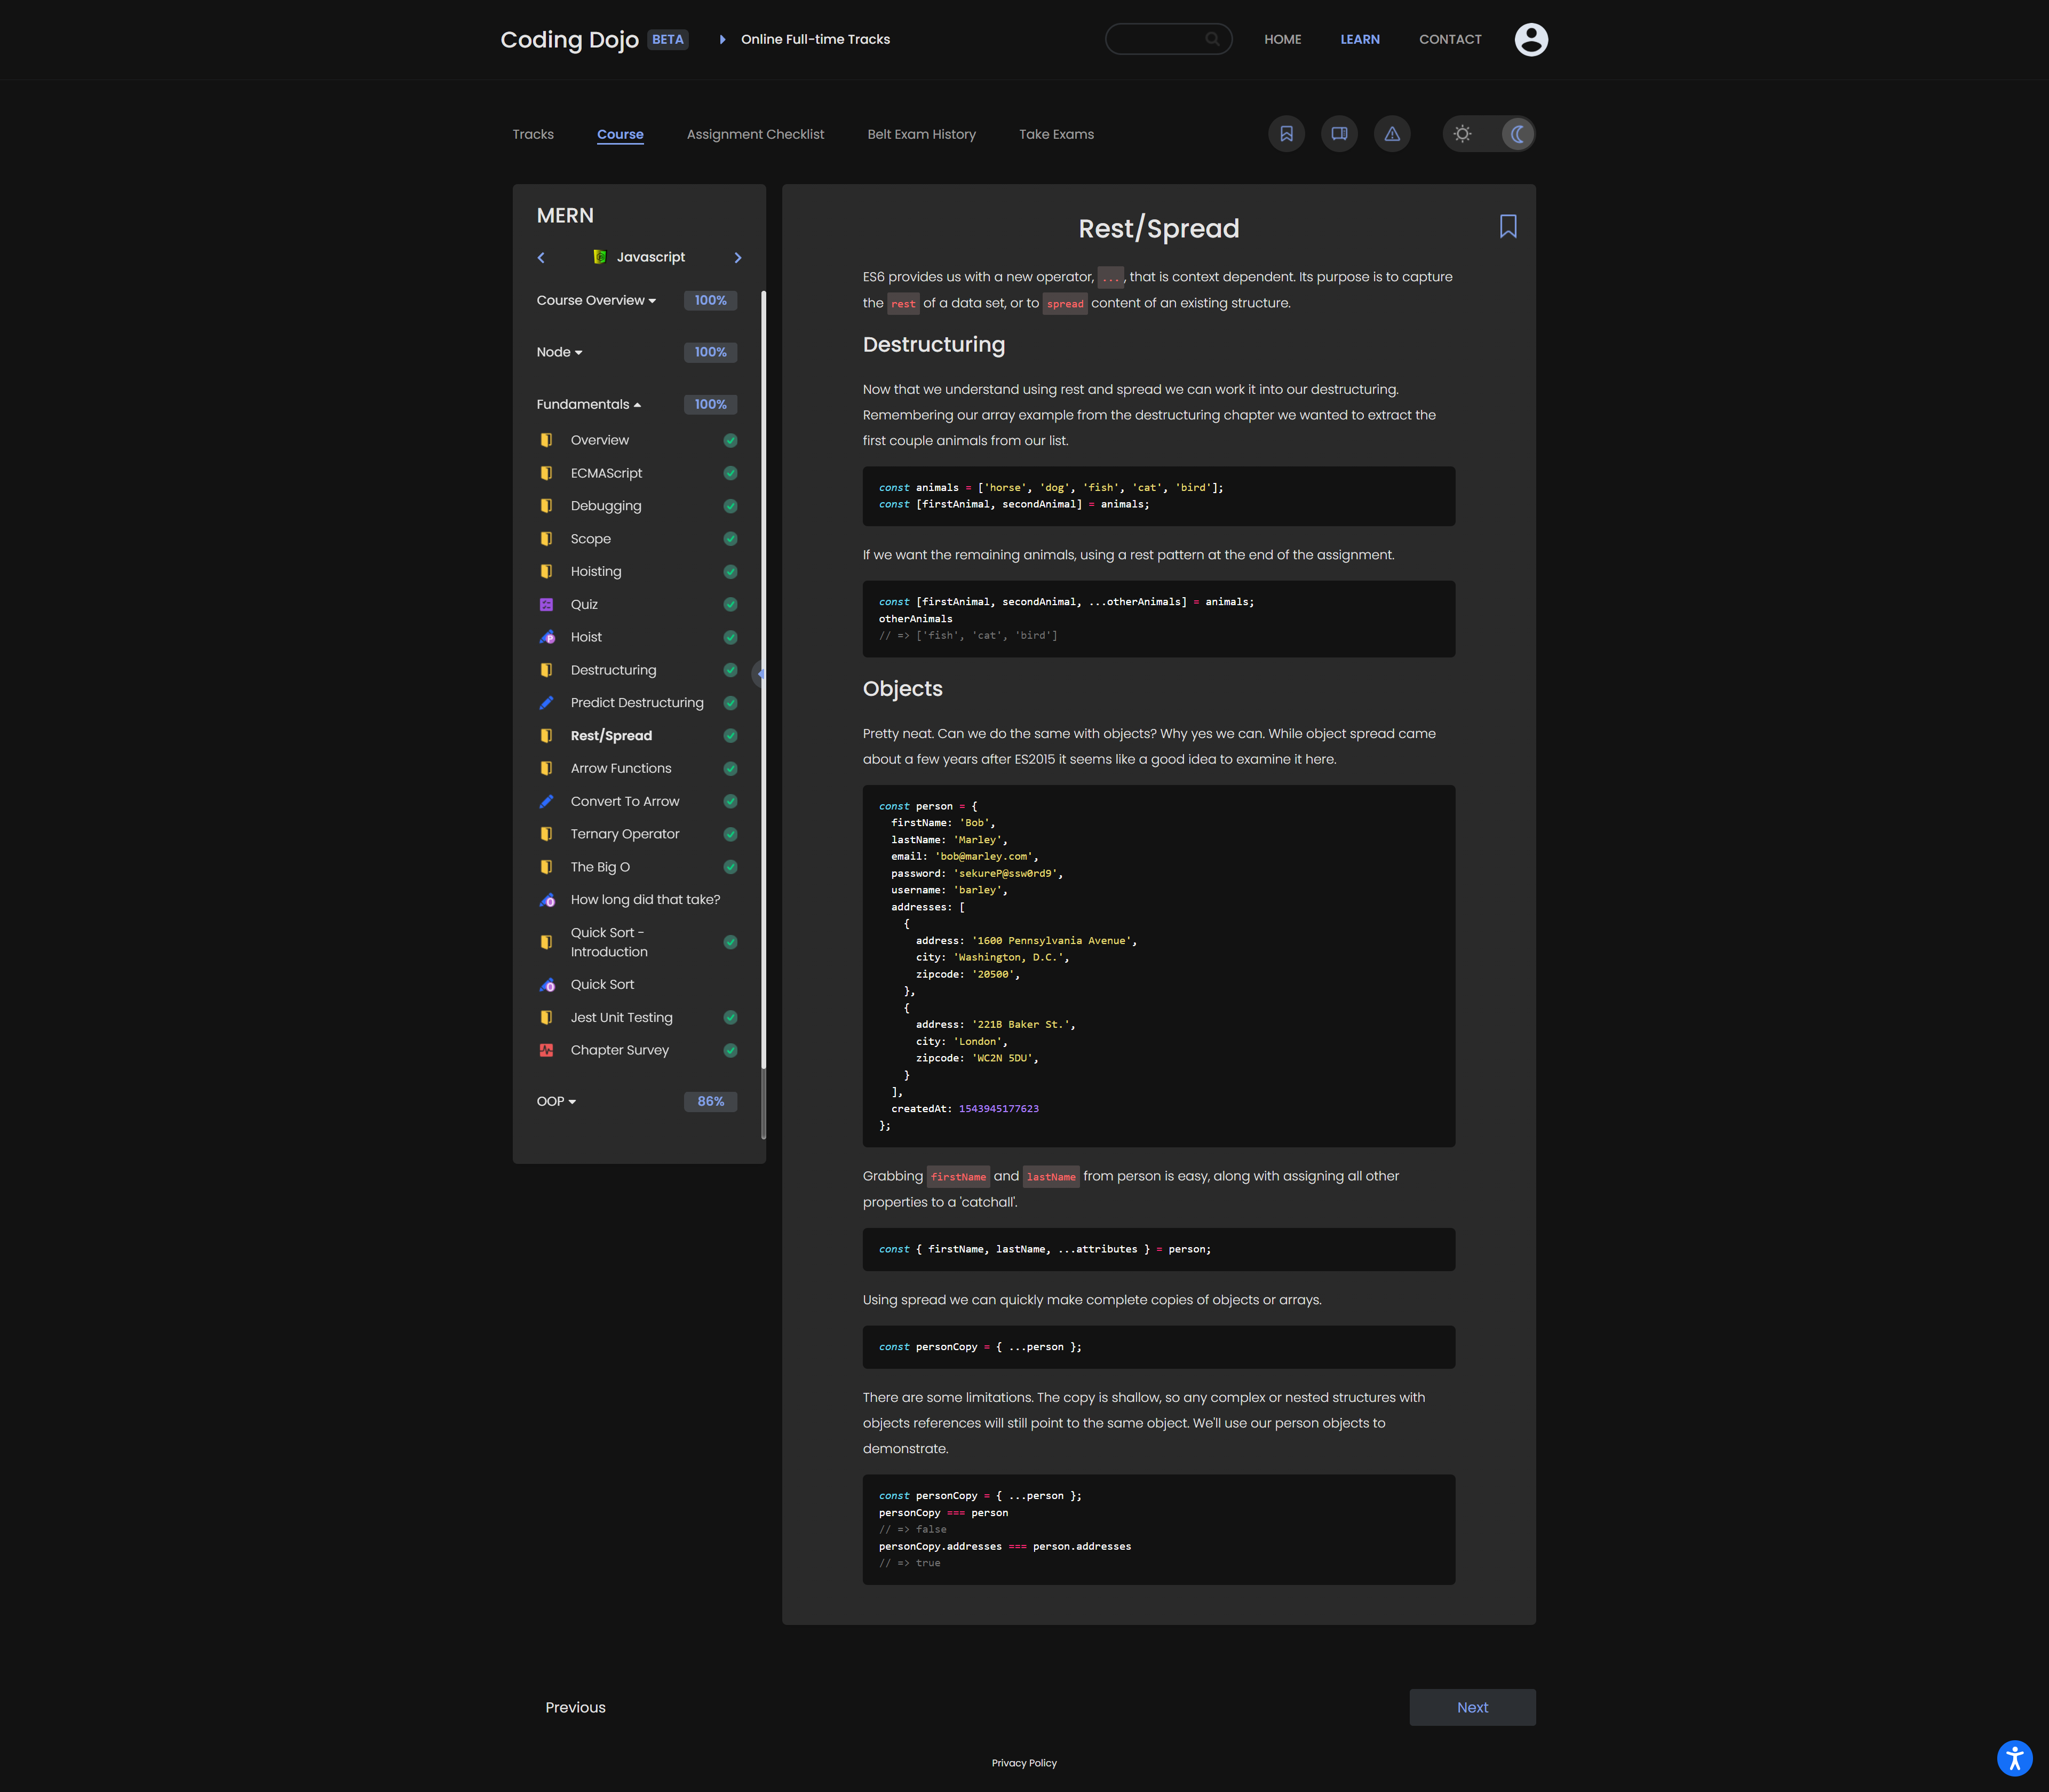 Coding Dojo BETA Online Full-time Tracks HOME LEARN CONTACT
Tracks Course Assignment Checklist Belt Exam History Take Exams
MERN
Javascript
Course Overview 100%
Node 100%
Fundamentals 100%
Overview
ECMAScript
Debugging
Scope
Hoisting
Quiz
Hoist
Destructuring
Predict Destructuring
Rest/Spread
Arrow Functions
Convert To Arrow
Ternary Operator
The Big O
How long did that take?
Quick Sort -
Introduction
Quick Sort
Jest Unit Testing
Chapter Survey
OOP 86%
Rest/Spread
ES6 provides us with a new operator, ..., that is context dependent. Its purpose is to capture
the rest of a data set, or to spread content of an existing structure.
Destructuring
Now that we understand using rest and spread we can work it into our destructuring.
Remembering our array example from the destructuring chapter we wanted to extract the
first couple animals from our list.
const animals = ['horse', 'dog', 'fish', 'cat', 'bird'];
const [firstAnimal, secondAnimal] = animals;
If we want the remaining animals, using a rest pattern at the end of the assignment.
const [firstAnimal, secondAnimal, ...otherAnimals] = animals;
otherAnimals
// => ['fish', 'cat', 'bird']
Objects
Pretty neat. Can we do the same with objects? Why yes we can. While object spread came
about a few years after ES2015 it seems like a good idea to examine it here.
const person = {
firstName: 'Bob',
lastName: 'Marley',
email: 'bob@marley.com',
password: 'sekureP@ssw0rd9',
username: 'barley',
addresses: [
{
address: '1600 Pennsylvania Avenue',
city: 'Washington, D.C.',
zipcode: '20500',
},
{
address: '221B Baker St.',
city: 'London',
zipcode: 'WC2N 5DU',
}
],
createdAt: 1543945177623
};
Grabbing firstName and lastName from person is easy, along with assigning all other
properties to a 'catchall'.
const { firstName, lastName, ...attributes } = person;
Using spread we can quickly make complete copies of objects or arrays.
const personCopy = { ...person };
There are some limitations. The copy is shallow, so any complex or nested structures with
objects references will still point to the same object. We'll use our person objects to
demonstrate.
const personCopy = { ...person };
personCopy === person
// => false
personCopy.addresses === person.addresses
// => true
Previous Next
Privacy Policy